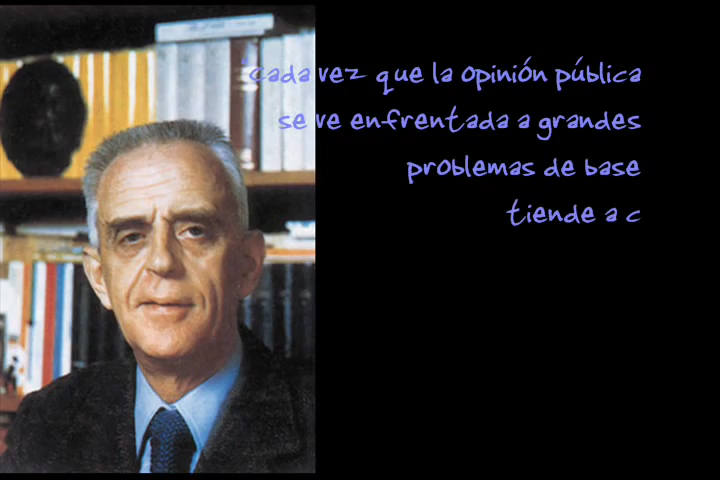 'cada vez que la opinión pública
se ve enfrentada a grandes
problemas de base
tiende a c